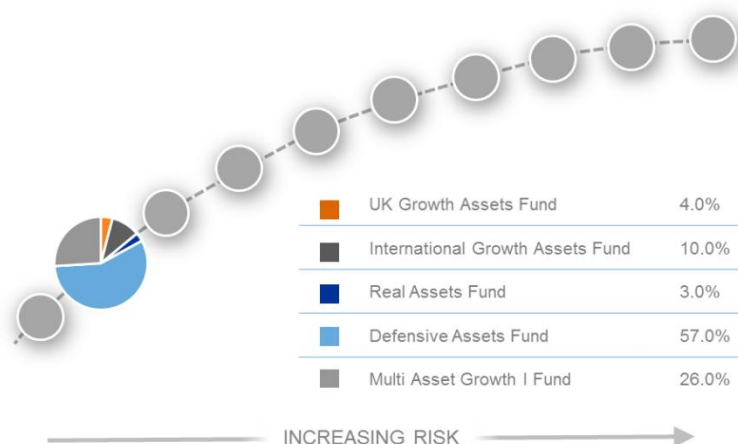 UK Growth Assets Fund 4.0%
International Growth Assets Fund 10.0%
Real Assets Fund 3.0%
Defensive Assets Fund 57.0%
Multi Asset Growth I Fund 26.0%
INCREASING RISK